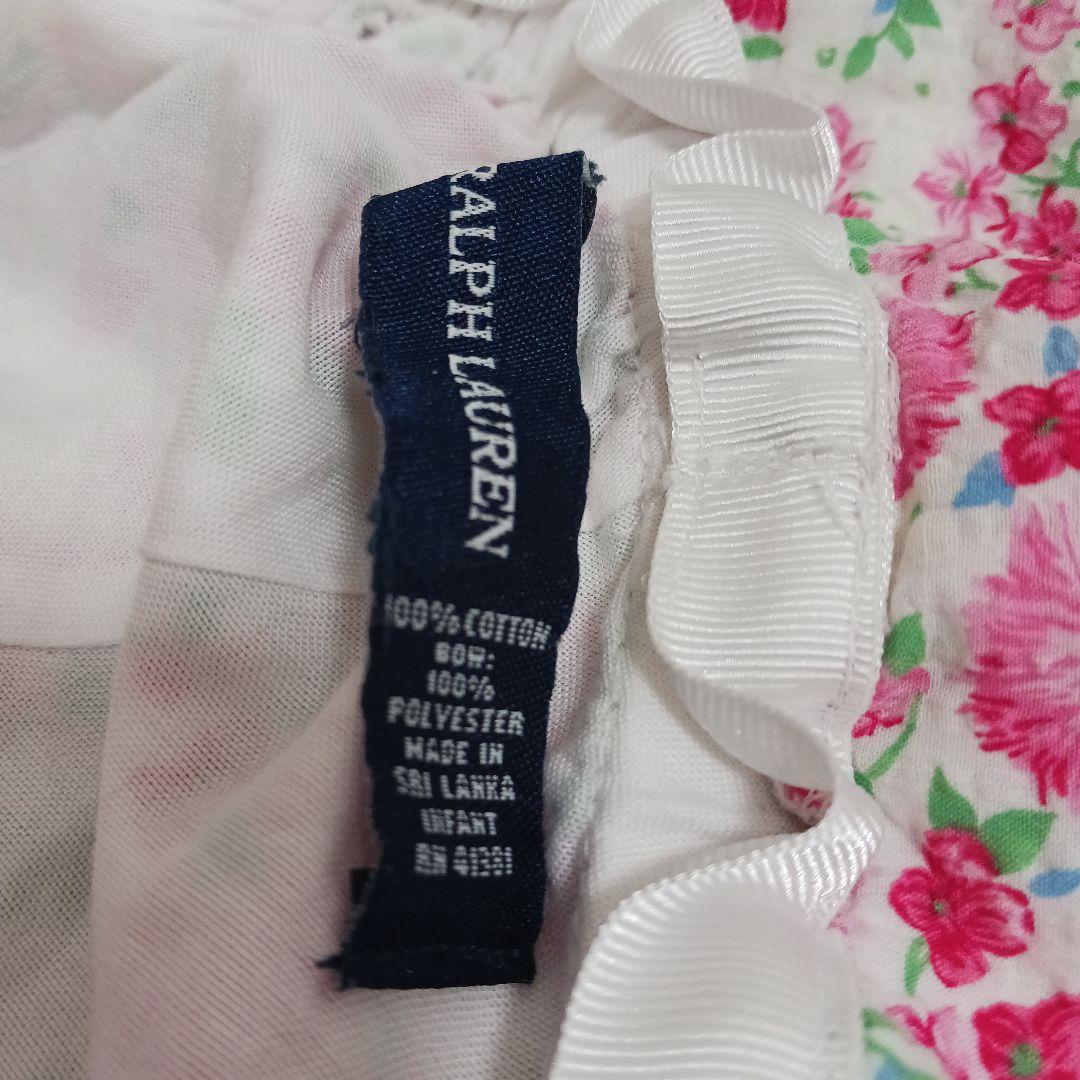 RALPH LAUREN
100% COTTON
BOW:
100%
POLYESTER
MADE IN
SRI LANKA
INFANT
RN 41381